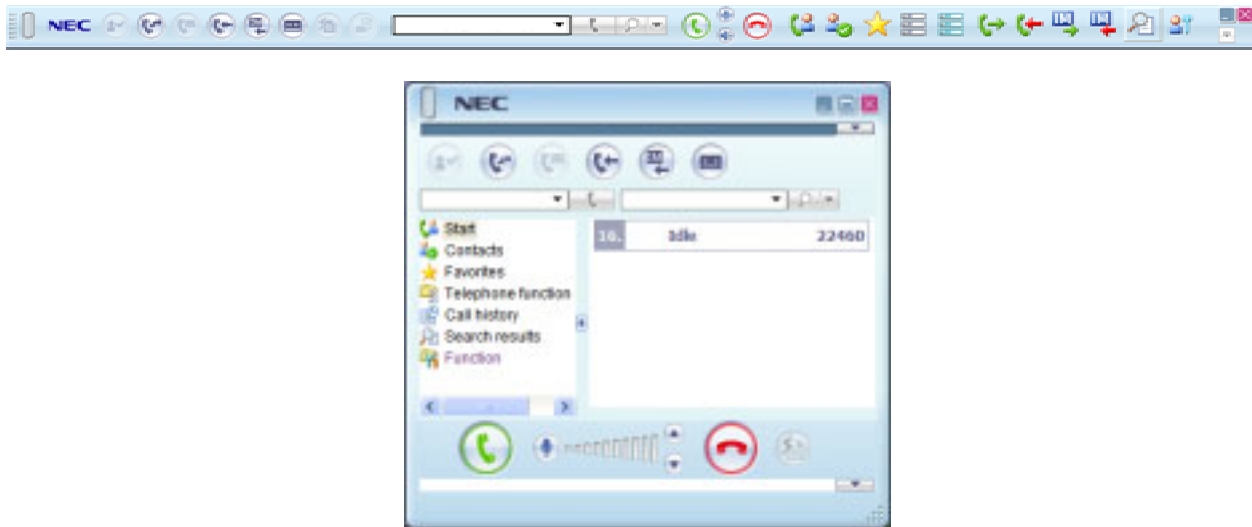 NEC
NEC
Start
16. Idle 22460
Contacts
Favorites
Telephone function
Call history
Search results
Function